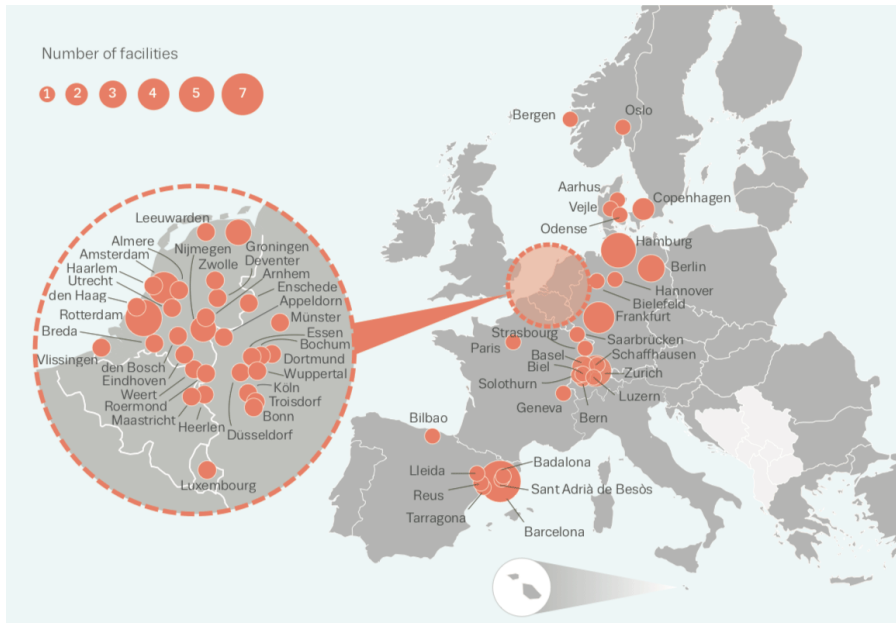 Number of facilities
1 2 3 4 5 7
Bergen
Oslo
Aarhus
Vejle
Copenhagen
Odense
Hamburg
Berlin
Hannover
Bielefeld
Frankfurt
Strasbourg
Saarbrücken
Paris
Basel
Schaffhausen
Biel
Zurich
Solothurn
Luzern
Geneva
Bern
Bilbao
Lleida
Badalona
Reus
Sant Adrià de Besòs
Tarragona
Barcelona
Leeuwarden
Almere
Nijmegen
Groningen
Amsterdam
Zwolle
Deventer
Haarlem
Arnhem
Utrecht
Enschede
den Haag
Appeldorn
Rotterdam
Münster
Breda
Essen
Bochum
Vlissingen
Dortmund
den Bosch
Wuppertal
Eindhoven
Köln
Weert
Troisdorf
Roermond
Bonn
Maastricht
Heerlen
Düsseldorf
Luxembourg